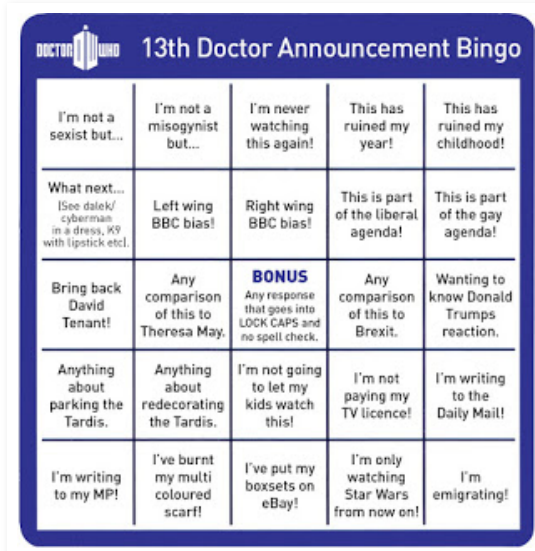 DOCTOR WHO
13th Doctor Announcement Bingo
I'm not a
sexist but...
I'm not a
misogynist
but...
I'm never
watching
this again!
This has
ruined my
year!
This has
ruined my
childhood!
What next...
(See dalek/
cyberman
in a dress, K9
with lipstick etc).
Left wing
BBC bias!
Right wing
BBC bias!
This is part
of the liberal
agenda!
This is part
of the gay
agenda!
Bring back
David
Tenant!
Any
comparison
of this to
Theresa May.
BONUS
Any response
that goes into
LOCK CAPS and
no spell check.
Any
comparison
of this to
Brexit.
Wanting to
know Donald
Trumps
reaction.
Anything
about
parking the
Tardis.
Anything
about
redecorating
the Tardis.
I'm not going
to let my
kids watch
this!
I'm not
paying my
TV licence!
I'm writing
to the
Daily Mail!
I'm writing
to my MP!
I've burnt
my multi
coloured
scarf!
I've put my
boxsets on
eBay!
I'm only
watching
Star Wars
from now on!
I'm
emigrating!